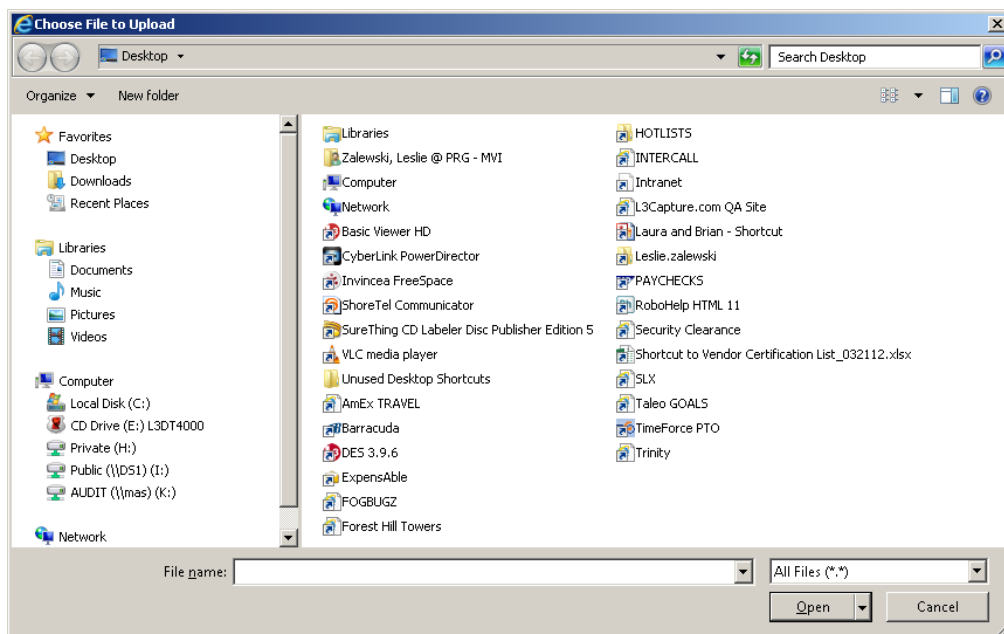 Choose File to Upload
Desktop
Search Desktop
Organize
New folder
Favorites
Desktop
Downloads
Recent Places
Libraries
Documents
Music
Pictures
Videos
Computer
Local Disk (C:)
CD Drive (E:) L3DT4000
Private (H:)
Public (\\DS1) (I:)
AUDIT (\\mas) (K:)
Network
Libraries
Zalewski, Leslie @ PRG - MVI
Computer
Network
Basic Viewer HD
CyberLink PowerDirector
Invincea FreeSpace
ShoreTel Communicator
SureThing CD Labeler Disc Publisher Edition 5
VLC media player
Unused Desktop Shortcuts
AmEx TRAVEL
Barracuda
DES 3.9.6
ExpensAble
FOGBUGZ
Forest Hill Towers
HOTLISTS
INTERCALL
Intranet
L3Capture.com QA Site
Laura and Brian - Shortcut
Leslie.zalewski
PAYCHECKS
RoboHelp HTML 11
Security Clearance
Shortcut to Vendor Certification List_032112.xlsx
SLX
Taleo GOALS
TimeForce PTO
Trinity
File name:
All Files (*.*)
Open
Cancel